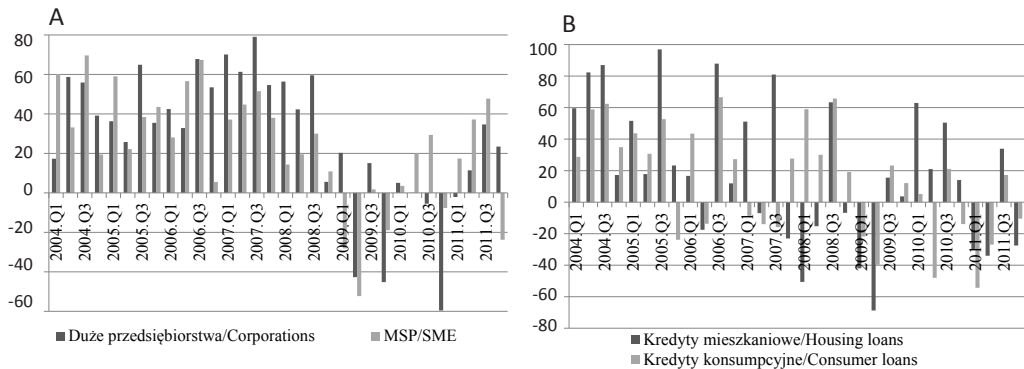 A
80
60
40
20
0
-20
-40
-60
2004.Q1
2004.Q3
2005.Q1
2005.Q3
2006.Q1
2006.Q3
2007.Q1
2007.Q3
2008.Q1
2008.Q3
2009.Q1
2009.Q3
2010.Q1
2010.Q3
2011.Q1
2011.Q3
Duże przedsiębiorstwa/Corporations
MSP/SME
B
100
80
60
40
20
0
-20
-40
-60
-80
2004.Q1
2004.Q3
2005.Q1
2005.Q3
2006.Q1
2006.Q3
2007.Q1
2007.Q3
2008.Q1
2008.Q3
2009.Q1
2009.Q3
2010.Q1
2010.Q3
2011.Q1
2011.Q3
Kredyty mieszkaniowe/Housing loans
Kredyty konsumpcyjne/Consumer loans